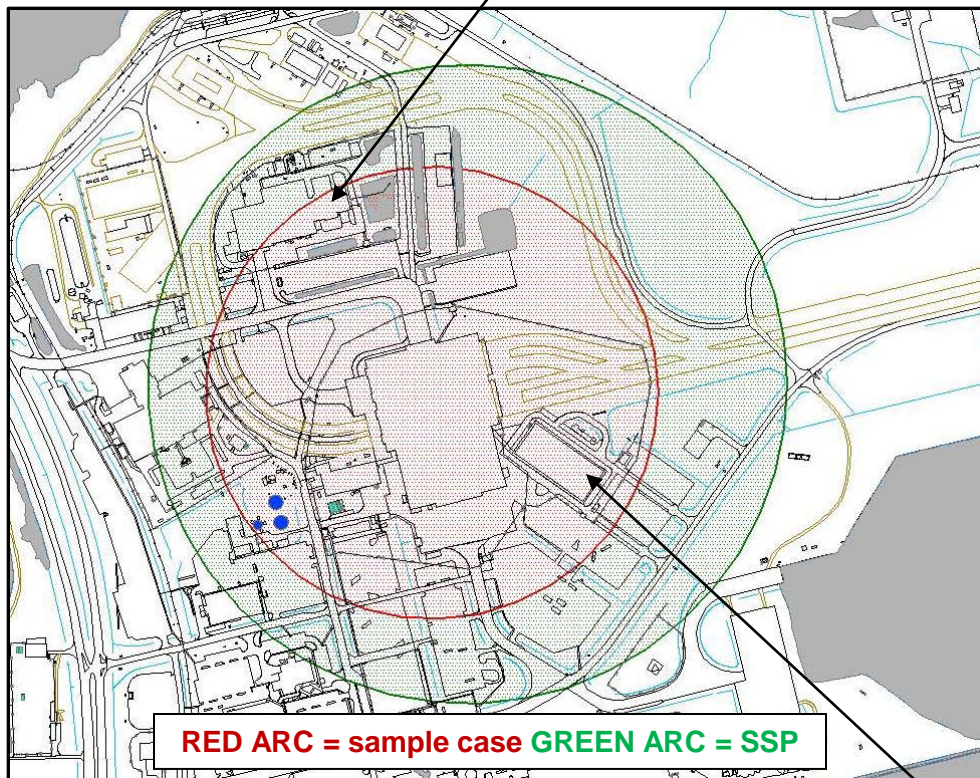 RED ARC = sample case GREEN ARC = SSP